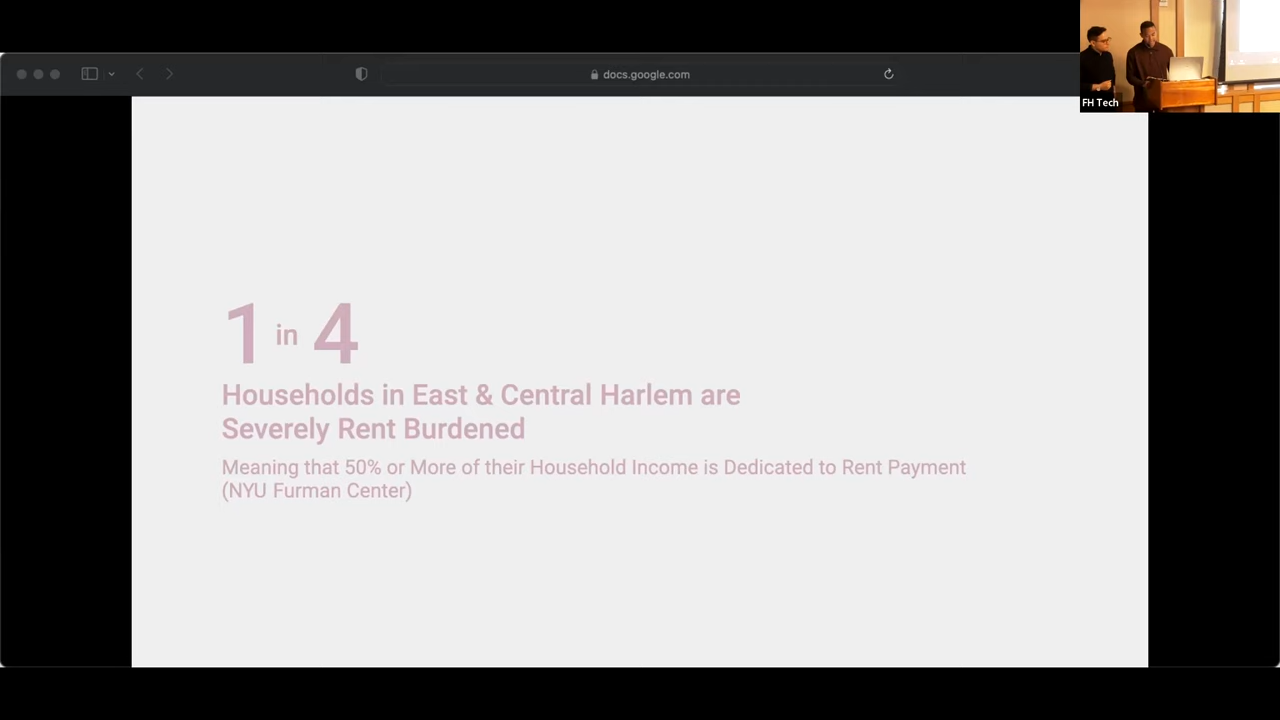 docs.google.com
FH Tech
1 in 4
Households in East & Central Harlem are
Severely Rent Burdened
Meaning that 50% or More of their Household Income is Dedicated to Rent Payment
(NYU Furman Center)